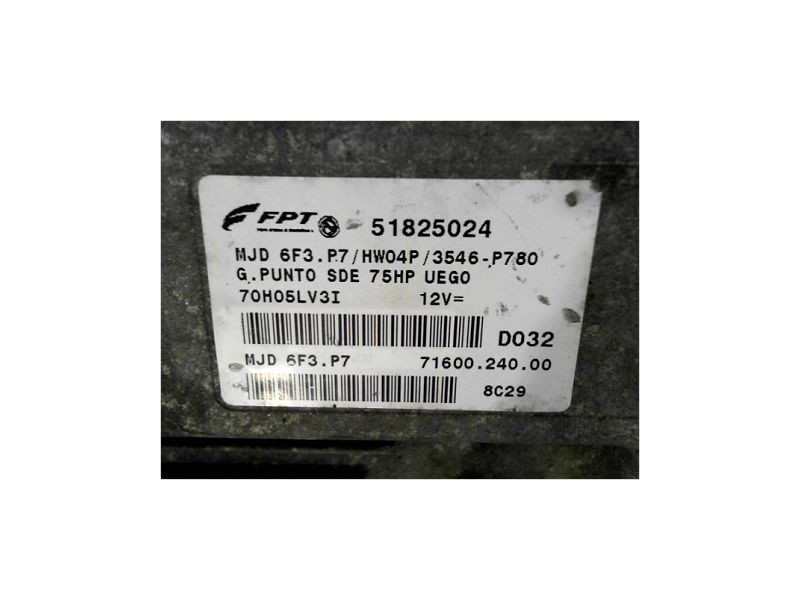 FPT 51825024
MJD 6F3.P7/HW04P/3546-P780
G.PUNTO SDE 75HP UEGO
70H05LV3I 12V=
D032
MJD 6F3.P7 71600.240.00
8C29